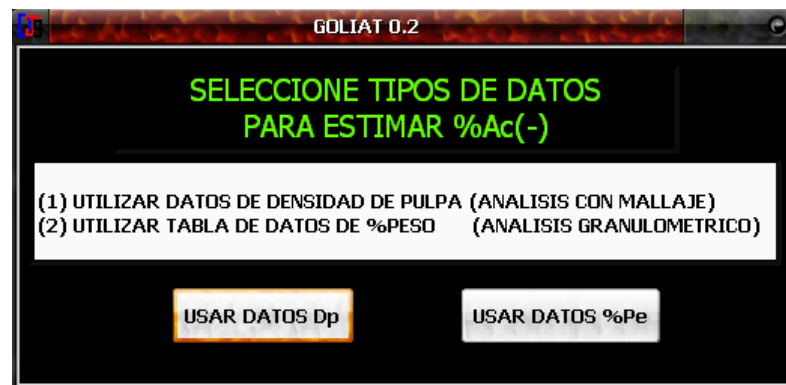 GOLIAT 0.2
SELECCIONE TIPOS DE DATOS
PARA ESTIMAR %Ac(-)
(1) UTILIZAR DATOS DE DENSIDAD DE PULPA (ANALISIS CON MALLAJE)
(2) UTILIZAR TABLA DE DATOS DE %PESO (ANALISIS GRANULOMETRICO)
USAR DATOS Dp
USAR DATOS %Pe